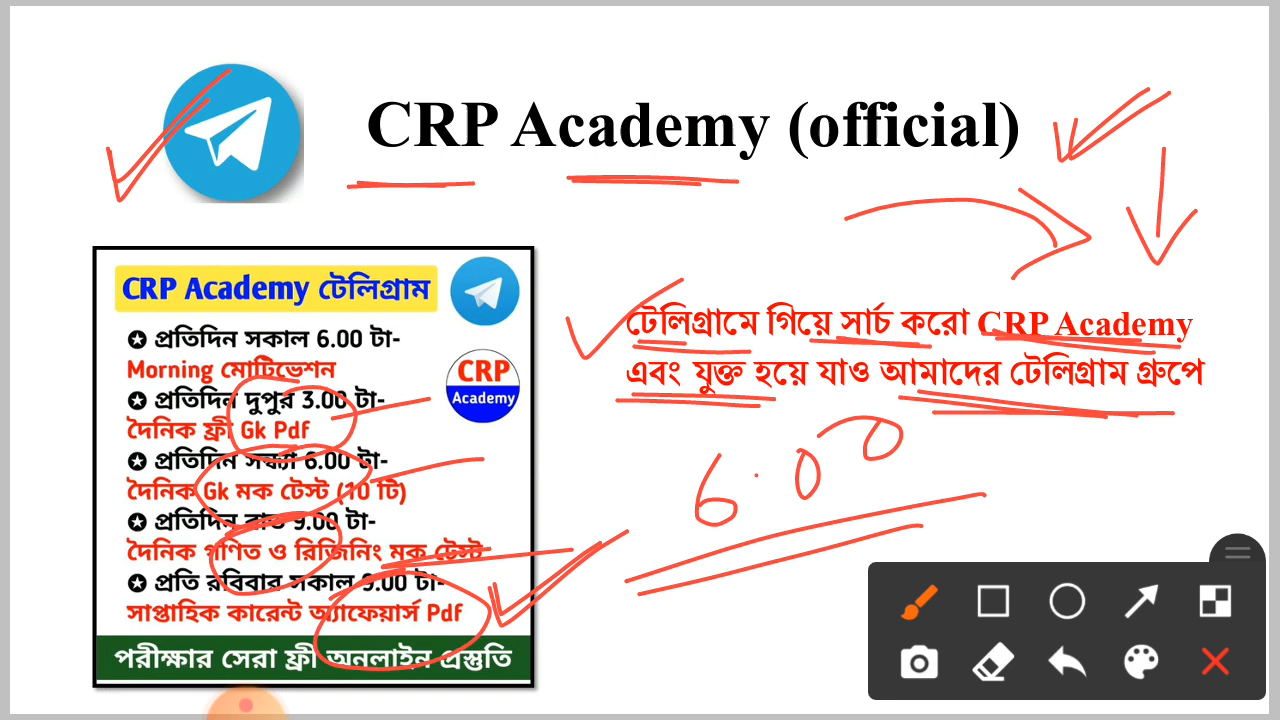 CRP Academy (official)
CRP Academy টেলিগ্রাম
✪ প্রতিদিন সকাল 6.00 টা-
Morning মোটিভেশন
✪ প্রতিদিন দুপুর 3.00 টা-
দৈনিক ফ্রী Gk Pdf
✪ প্রতিদিন সন্ধ্যা 6.00 টা-
দৈনিক Gk মক টেস্ট (10 টি)
✪ প্রতিদিন রাত 9.00 টা-
দৈনিক গণিত ও রিজিনিং মক টেস্ট
✪ প্রতি রবিবার সকাল 9.00 টা-
সাপ্তাহিক কারেন্ট অ্যাফেয়ার্স Pdf
পরীক্ষার সেরা ফ্রী অনলাইন প্রস্তুতি
CRP
Academy
টেলিগ্রামে গিয়ে সার্চ করো CRP Academy
এবং যুক্ত হয়ে যাও আমাদের টেলিগ্রাম গ্রুপে
6.00